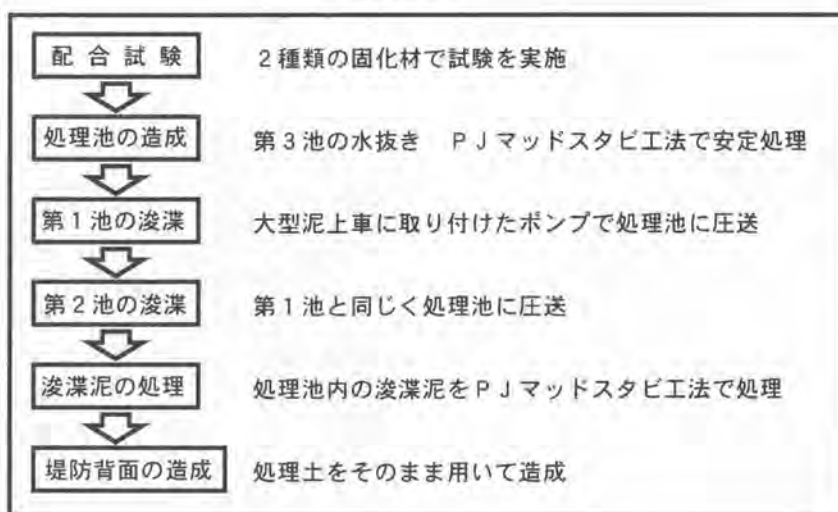 配合試験 2種類の固化材で試験を実施
処理池の造成 第3池の水抜き PJマッドスタビ工法で安定処理
第1池の浚渫 大型泥上車に取り付けたポンプで処理池に圧送
第2池の浚渫 第1池と同じく処理池に圧送
浚渫泥の処理 処理池内の浚渫泥をPJマッドスタビ工法で処理
堤防背面の造成 処理土をそのまま用いて造成